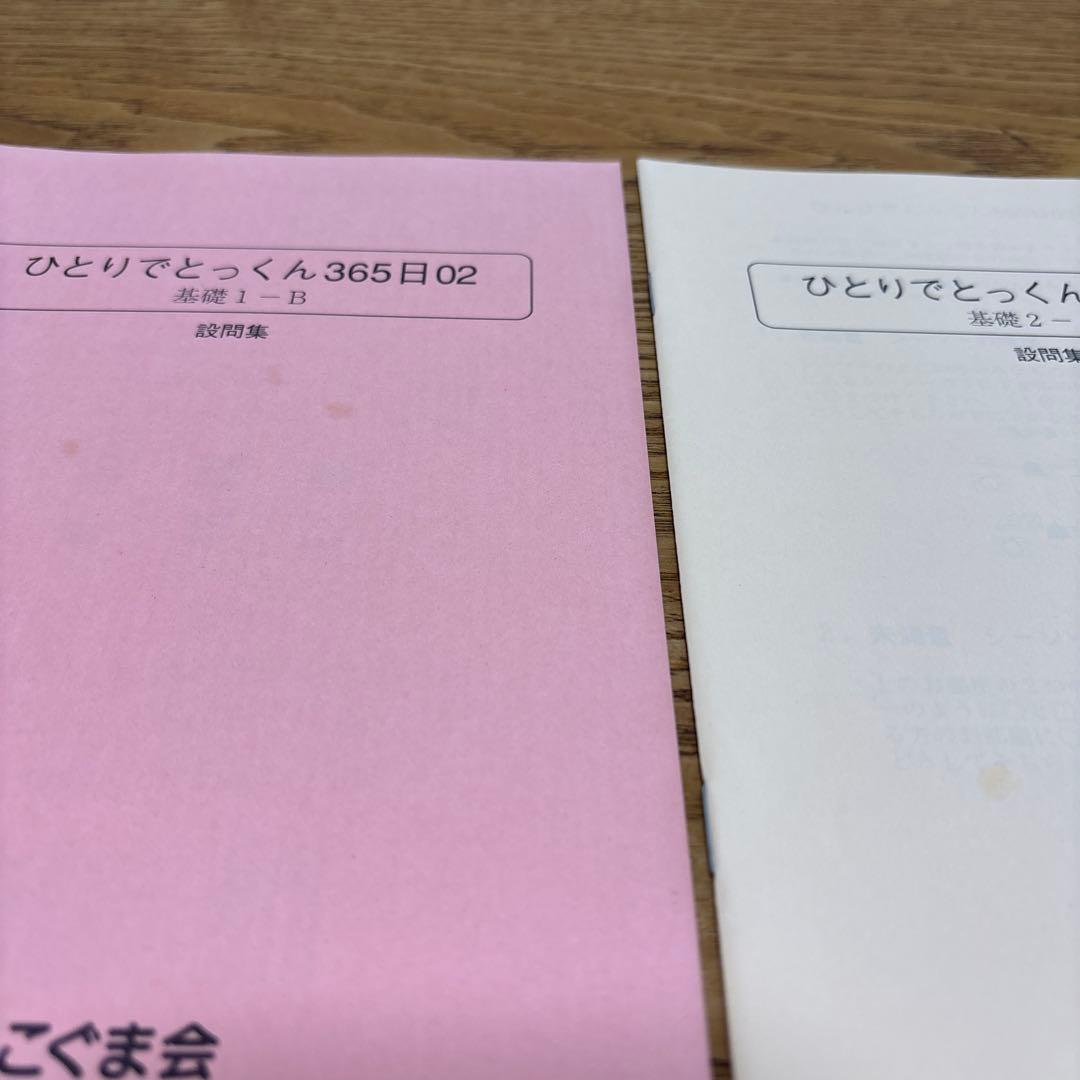 ひとりでとっくん365日02
基礎1－B
設問集
こぐま会
ひとりでとっくん
基礎2－
設問集